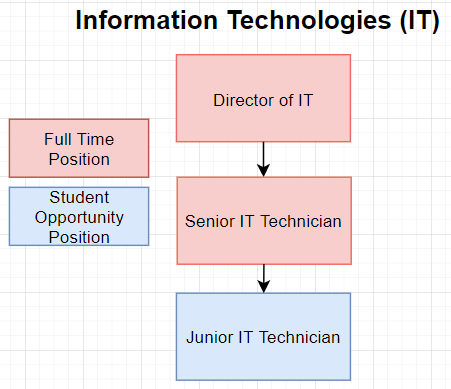 Information Technologies (IT)
Director of IT
Full Time
Position
Student
Opportunity
Position
Senior IT Technician
Junior IT Technician